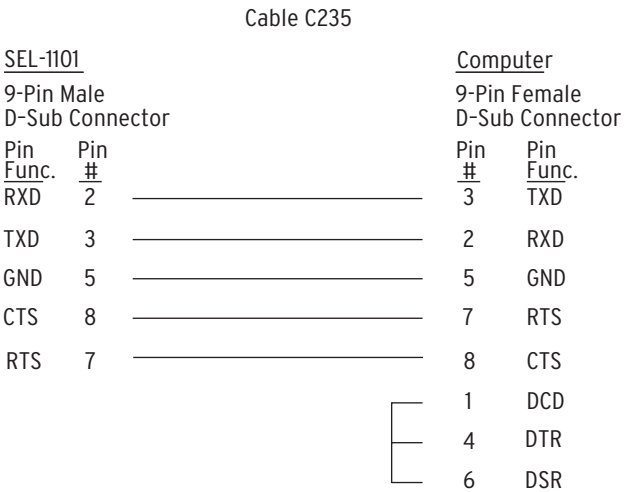 Cable C235
SEL-1101 Computer
9-Pin Male 9-Pin Female
D-Sub Connector D-Sub Connector
Pin Pin Pin Pin
Func. # # Func.
RXD 2 3 TXD
TXD 3 2 RXD
GND 5 5 GND
CTS 8 7 RTS
RTS 7 8 CTS
1 DCD
4 DTR
6 DSR